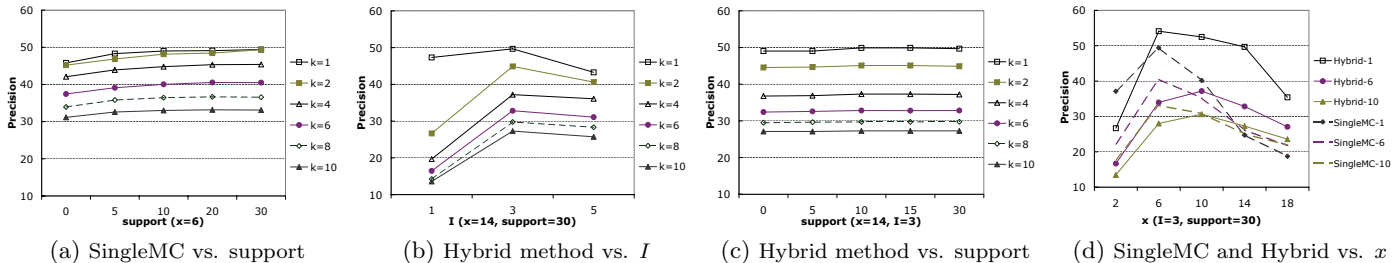 60
50
40
30
20
10
Precision
0 5 10 20 30
support (x=6)
k=1
k=2
k=4
k=6
k=8
k=10
(a) SingleMC vs. support
60
50
40
30
20
10
Precision
1 3 5
I (x=14, support=30)
k=1
k=2
k=4
k=6
k=8
k=10
(b) Hybrid method vs. I
60
50
40
30
20
10
Precision
0 5 10 15 30
support (x=14, I=3)
k=1
k=2
k=4
k=6
k=8
k=10
(c) Hybrid method vs. support
60
50
40
30
20
10
Precision
2 6 10 14 18
x (I=3, support=30)
Hybrid-1
Hybrid-6
Hybrid-10
SingleMC-1
SingleMC-6
SingleMC-10
(d) SingleMC and Hybrid vs. x